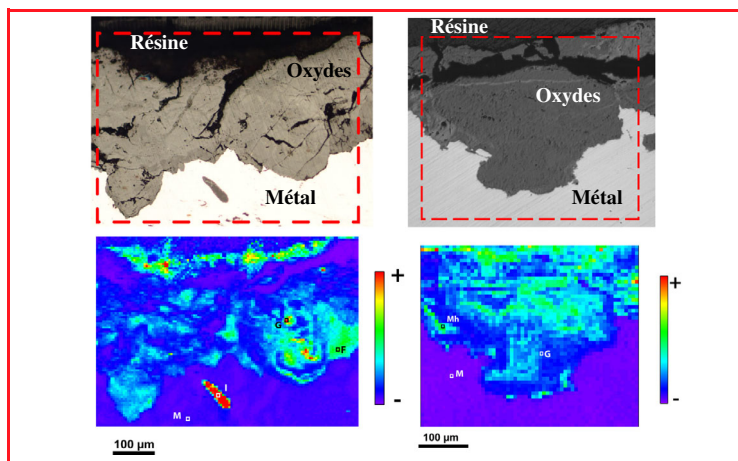 Résine
Oxydes
Métal
Résine
Oxydes
Métal
+
-
G
F
I
M
100 µm
+
-
Mh
G
M
100 µm